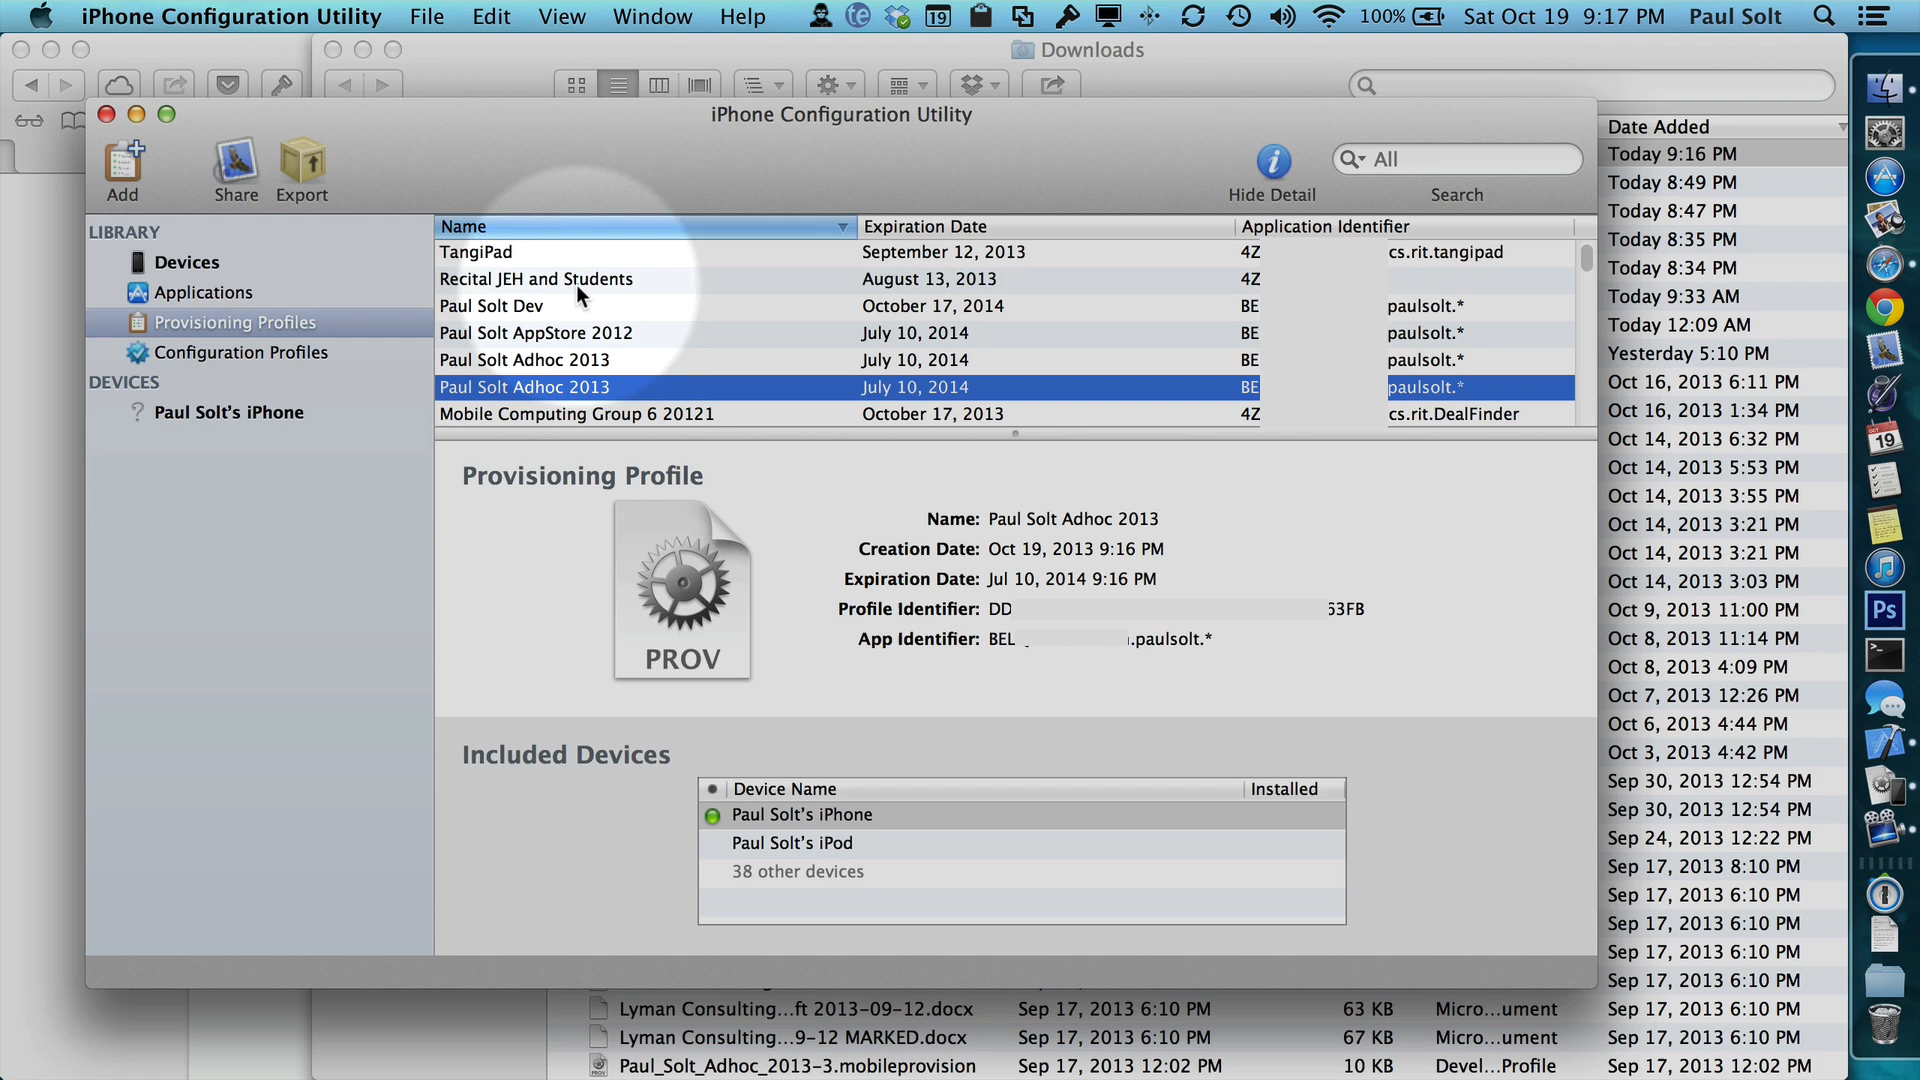 iPhone Configuration Utility File Edit View Window Help 19 100% Sat Oct 19 9:17 PM Paul Solt
Downloads
iPhone Configuration Utility
Add Share Export Hide Detail All Search
LIBRARY
Devices
Applications
Provisioning Profiles
Configuration Profiles
DEVICES
? Paul Solt's iPhone
Name Expiration Date Application Identifier
TangiPad September 12, 2013 4Z cs.rit.tangipad
Recital JEH and Students August 13, 2013 4Z
Paul Solt Dev October 17, 2014 BE paulsolt.*
Paul Solt AppStore 2012 July 10, 2014 BE paulsolt.*
Paul Solt Adhoc 2013 July 10, 2014 BE paulsolt.*
Paul Solt Adhoc 2013 July 10, 2014 BE paulsolt.*
Mobile Computing Group 6 20121 October 17, 2013 4Z cs.rit.DealFinder
Provisioning Profile
PROV
Name: Paul Solt Adhoc 2013
Creation Date: Oct 19, 2013 9:16 PM
Expiration Date: Jul 10, 2014 9:16 PM
Profile Identifier: DD 63FB
App Identifier: BEL .paulsolt.*
Included Devices
Device Name Installed
Paul Solt's iPhone
Paul Solt's iPod
38 other devices
Date Added
Today 9:16 PM
Today 8:49 PM
Today 8:47 PM
Today 8:35 PM
Today 8:34 PM
Today 9:33 AM
Today 12:09 AM
Yesterday 5:10 PM
Oct 16, 2013 6:11 PM
Oct 16, 2013 1:34 PM
Oct 14, 2013 6:32 PM
Oct 14, 2013 5:53 PM
Oct 14, 2013 3:55 PM
Oct 14, 2013 3:21 PM
Oct 14, 2013 3:21 PM
Oct 14, 2013 3:03 PM
Oct 9, 2013 11:00 PM
Oct 8, 2013 11:14 PM
Oct 8, 2013 4:09 PM
Oct 7, 2013 12:26 PM
Oct 6, 2013 4:44 PM
Oct 3, 2013 4:42 PM
Sep 30, 2013 12:54 PM
Sep 30, 2013 12:54 PM
Sep 24, 2013 12:22 PM
Sep 17, 2013 8:10 PM
Sep 17, 2013 6:10 PM
Sep 17, 2013 6:10 PM
Sep 17, 2013 6:10 PM
Sep 17, 2013 6:10 PM
Lyman Consulting...ft 2013-09-12.docx Sep 17, 2013 6:10 PM 63 KB Micro...ument Sep 17, 2013 6:10 PM
Lyman Consulting...9-12 MARKED.docx Sep 17, 2013 6:10 PM 67 KB Micro...ument Sep 17, 2013 6:10 PM
Paul_Solt_Adhoc_2013-3.mobileprovision Sep 17, 2013 12:02 PM 10 KB Devel...Profile Sep 17, 2013 12:02 PM
19
Ps